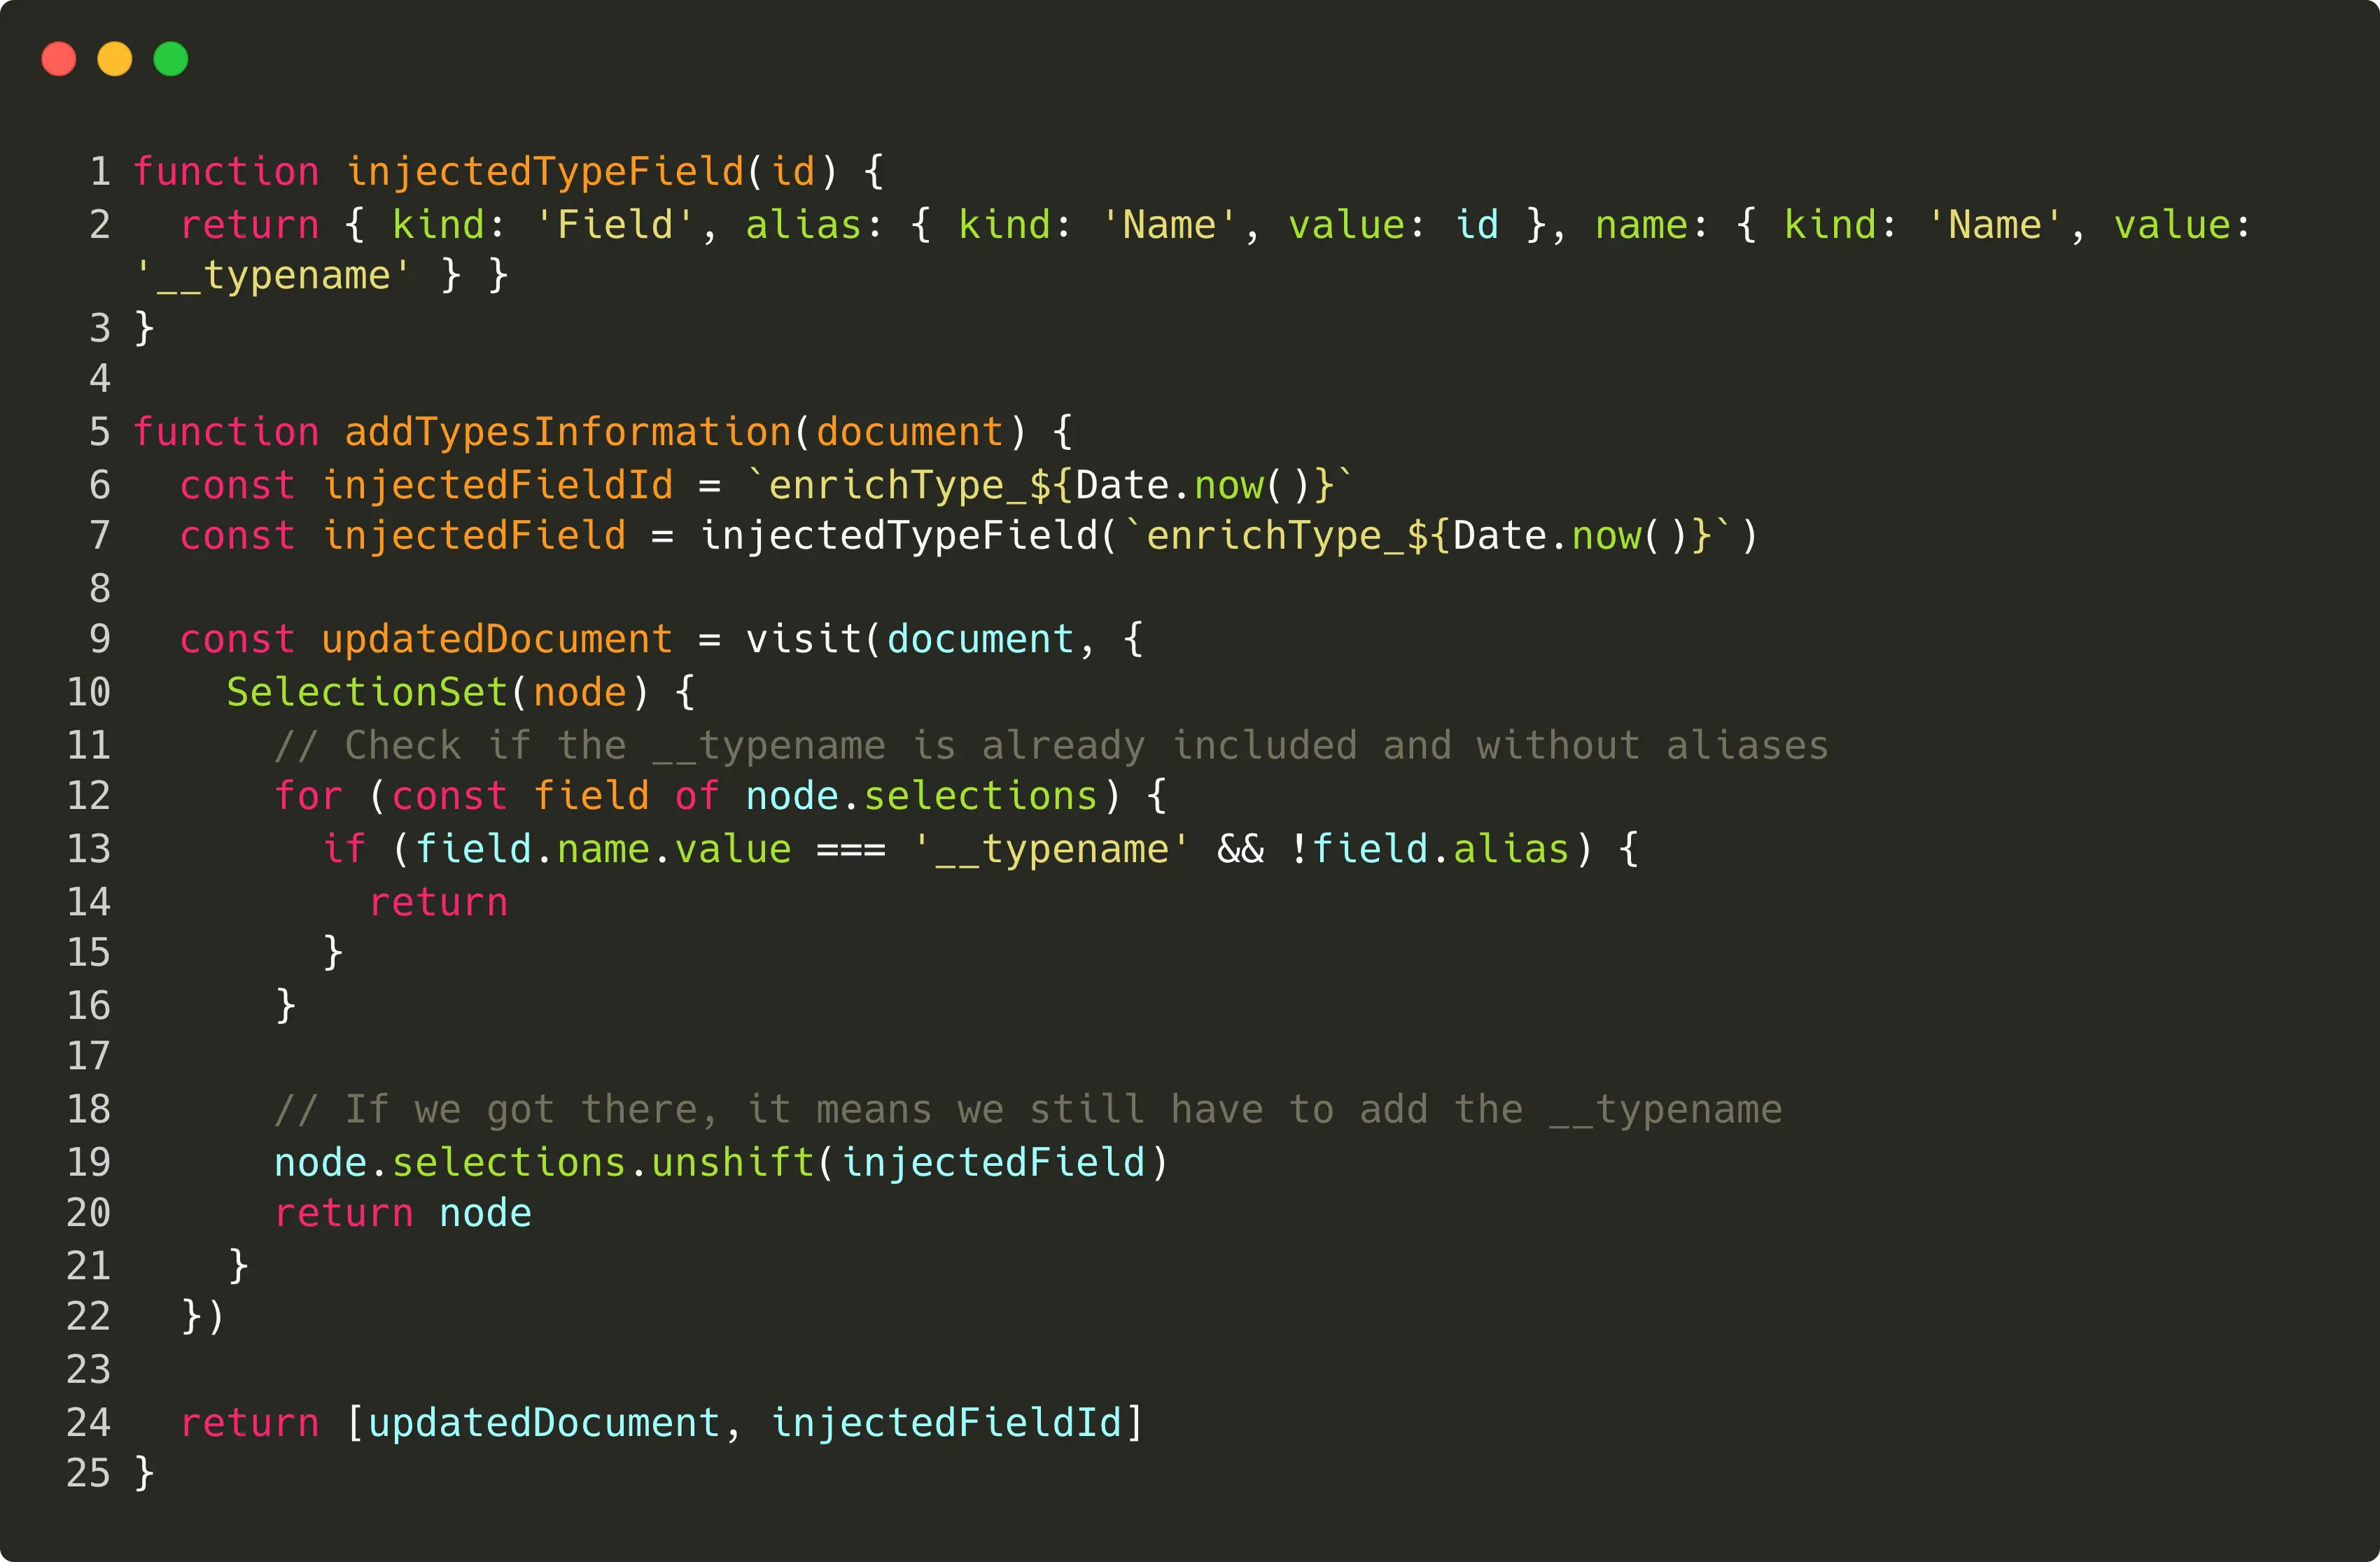 1 function injectedTypeField(id) {
2   return { kind: 'Field', alias: { kind: 'Name', value: id }, name: { kind: 'Name', value:
'__typename' } }
3 }
4
5 function addTypesInformation(document) {
6   const injectedFieldId = `enrichType_${Date.now()}`
7   const injectedField = injectedTypeField(`enrichType_${Date.now()}`)
8
9   const updatedDocument = visit(document, {
10     SelectionSet(node) {
11       // Check if the __typename is already included and without aliases
12       for (const field of node.selections) {
13         if (field.name.value === '__typename' && !field.alias) {
14           return
15         }
16       }
17
18       // If we got there, it means we still have to add the __typename
19       node.selections.unshift(injectedField)
20       return node
21     }
22   })
23
24   return [updatedDocument, injectedFieldId]
25 }